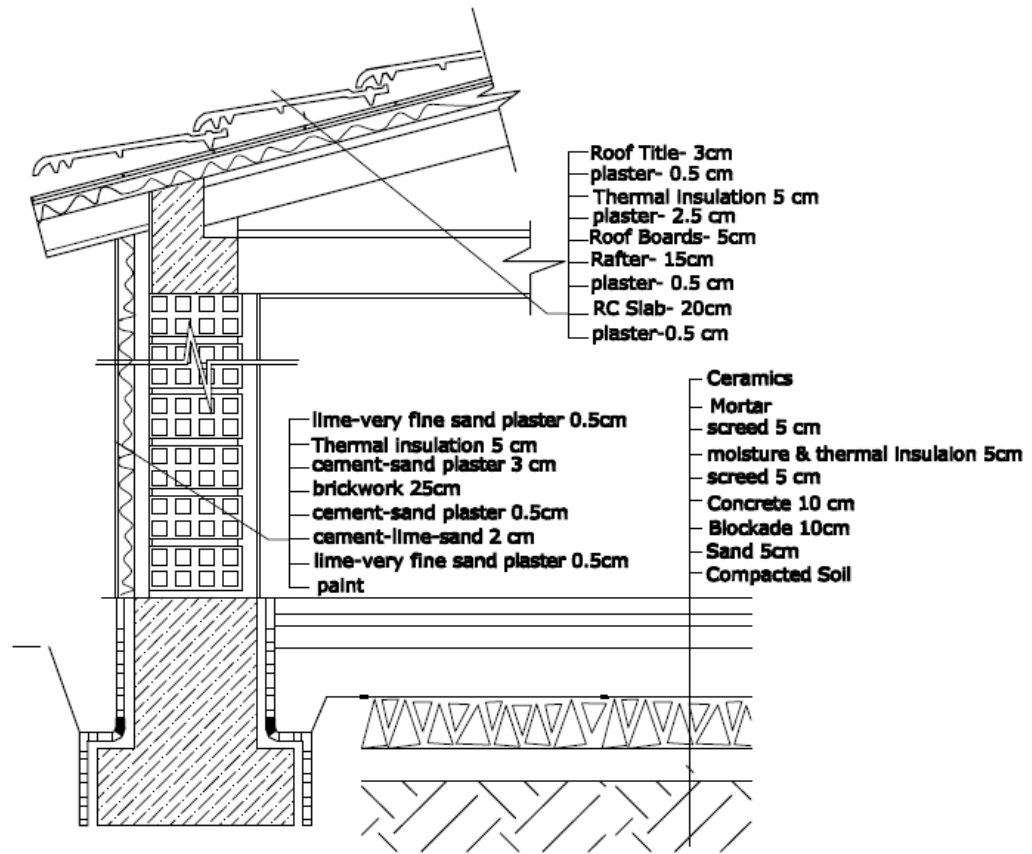 Roof Title- 3cm
plaster- 0.5 cm
Thermal insulation 5 cm
plaster- 2.5 cm
Roof Boards- 5cm
Rafter- 15cm
plaster- 0.5 cm
RC Slab- 20cm
plaster-0.5 cm
lime-very fine sand plaster 0.5cm
Thermal insulation 5 cm
cement-sand plaster 3 cm
brickwork 25cm
cement-sand plaster 0.5cm
cement-lime-sand 2 cm
lime-very fine sand plaster 0.5cm
paint
Ceramics
Mortar
screed 5 cm
moisture & thermal insulaion 5cm
screed 5 cm
Concrete 10 cm
Blockade 10cm
Sand 5cm
Compacted Soil